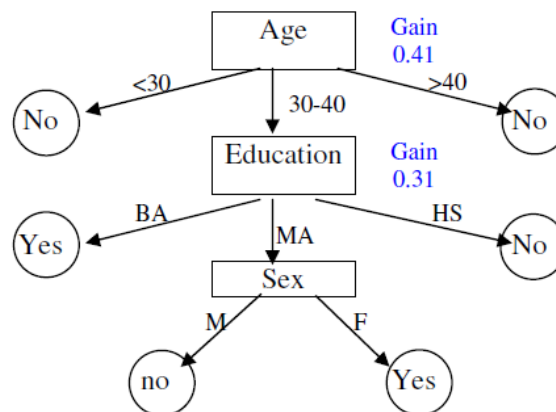 Age
Gain
0.41
<30
30-40
>40
No
No
Education
Gain
0.31
BA
MA
HS
Yes
No
Sex
M
F
no
Yes